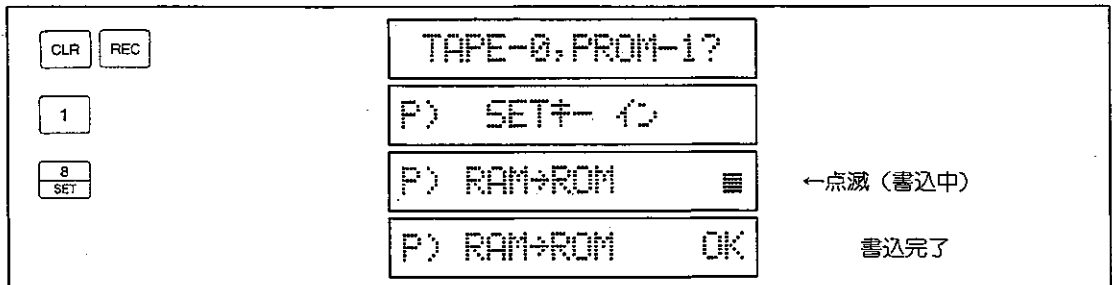 CLR REC TAPE-0,PROM-1?
1 P) SETキー イン
8 SET P) RAM→ROM ←点滅（書込中）
P) RAM→ROM OK 書込完了